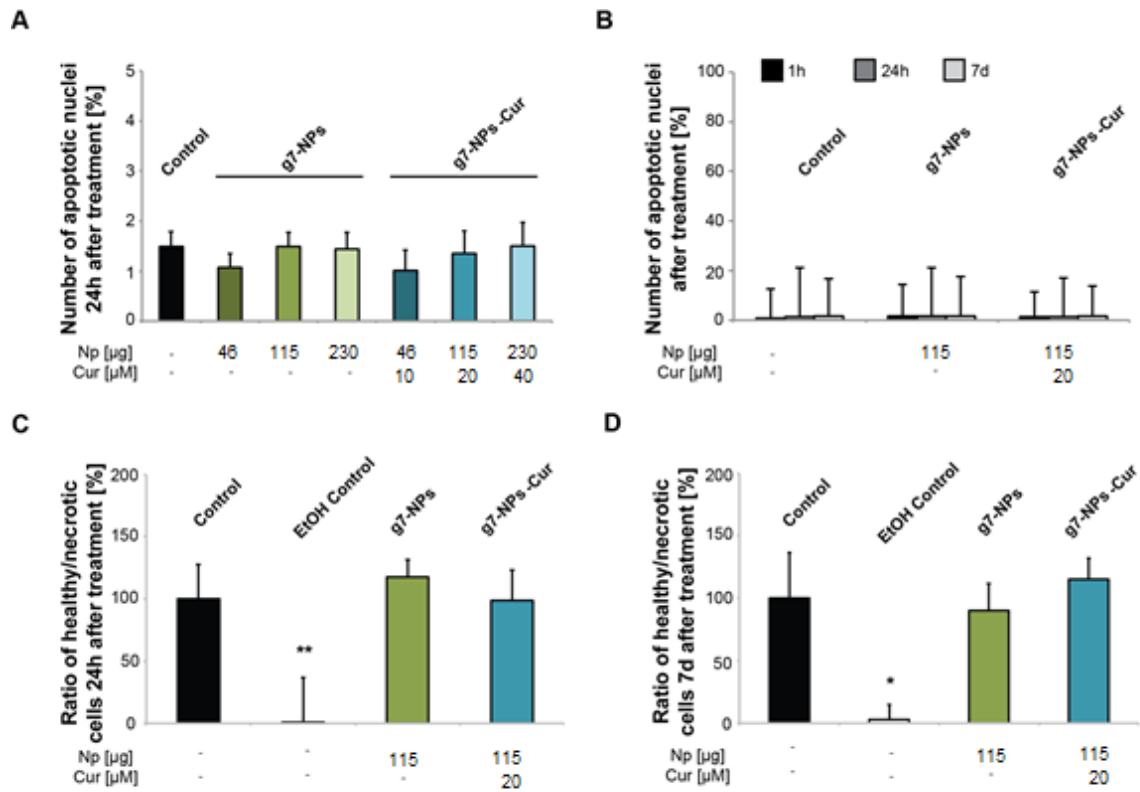 A
Number of apoptotic nuclei
24h after treatment [%]
5
4
3
2
1
0
Control
g7-NPs
g7-NPs-Cur
Np [µg] - 46 115 230 46 115 230
Cur [µM] - - - - 10 20 40
B
Number of apoptotic nuclei
after treatment [%]
1h 24h 7d
100
80
60
40
20
0
Control
g7-NPs
g7-NPs-Cur
Np [µg] - 115 115
Cur [µM] - - 20
C
Ratio of healthy/necrotic
cells 24h after treatment [%]
200
150
100
50
0
Control
EtOH Control
g7-NPs
g7-NPs-Cur
**
Np [µg] - - 115 115
Cur [µM] - - - 20
D
Ratio of healthy/necrotic
cells 7d after treatment [%]
200
150
100
50
0
Control
EtOH Control
g7-NPs
g7-NPs-Cur
*
Np [µg] - - 115 115
Cur [µM] - - - 20